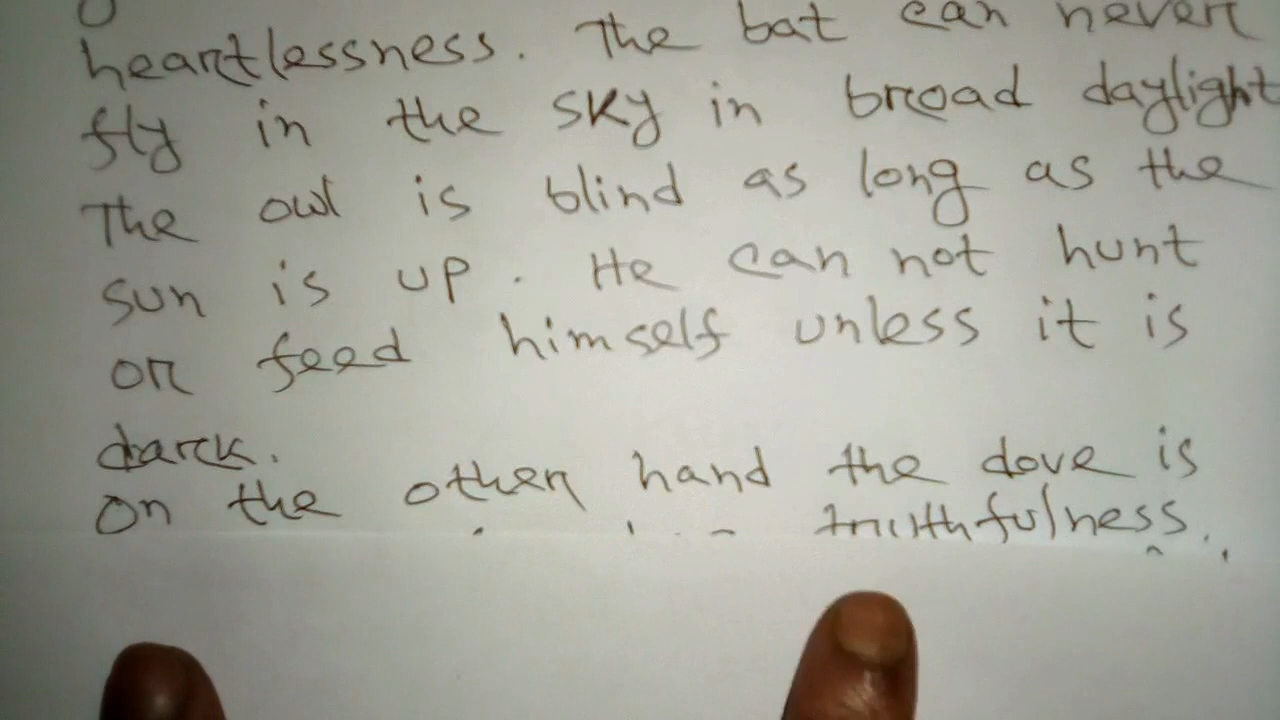 heartlessness. The bat can never
fly in the sky in broad daylight
The owl is blind as long as the
sun is up. He can not hunt
or feed himself unless it is
dark.
On the other hand the dove is
truthfulness.